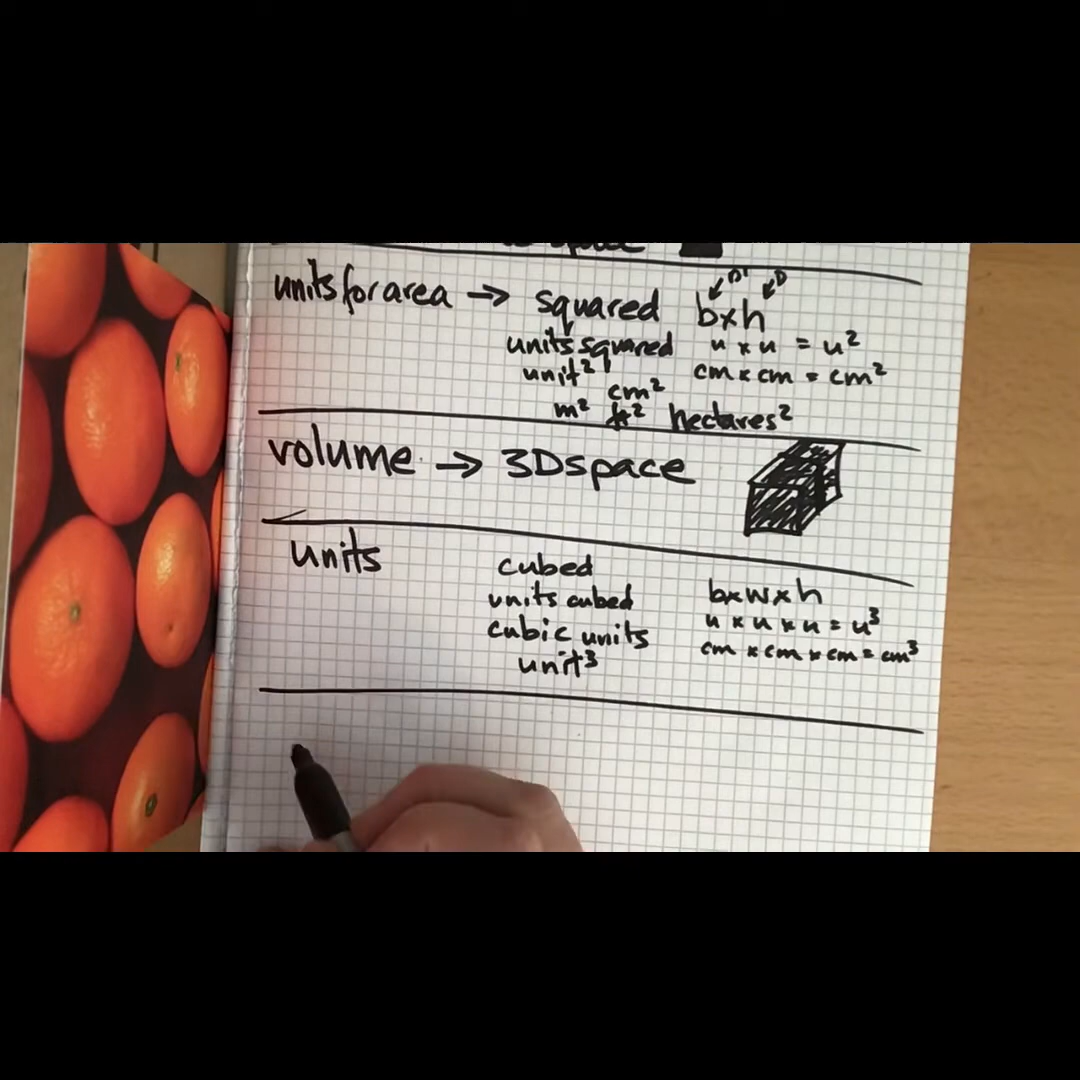 space
units for area → squared b×h
units squared u × u = u²
unit² cm × cm = cm²
cm²
m² ft² hectares²
volume → 3D space
units cubed
units cubed b×w×h
cubic units u × u × u = u³
unit³ cm × cm × cm = cm³